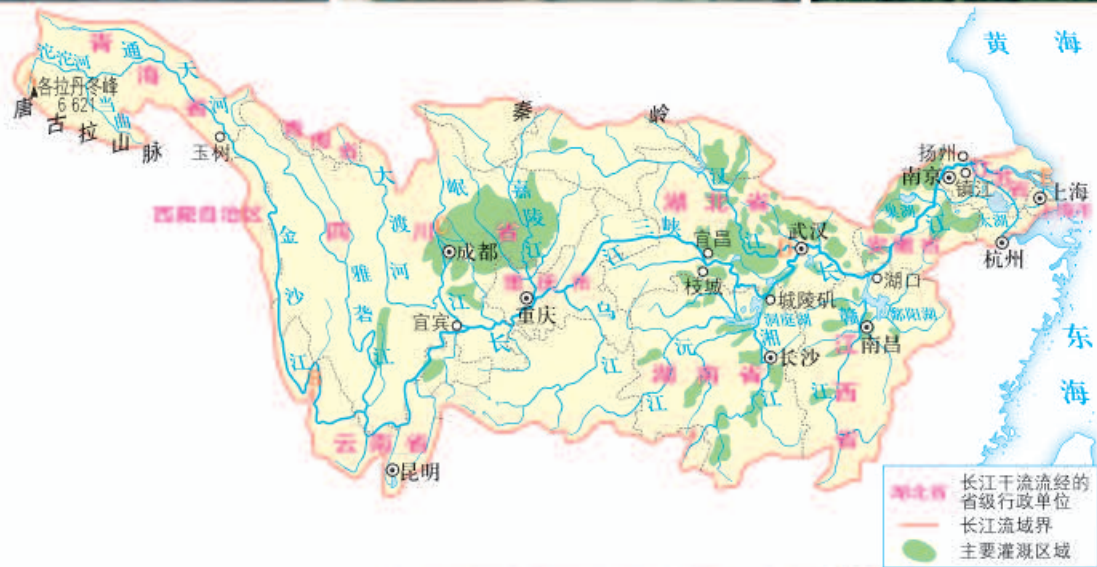 黄海
青海省
沱沱河
通天河
各拉丹冬峰
6 621
当曲
唐古拉山脉
玉树
秦岭
扬州
南京
镇江
上海
西藏自治区
金沙江
四川省
雅砻江
大渡河
岷江
嘉陵江
成都
湖北省
汉江
三峡
宜昌
武汉
安徽省
巢湖
太湖
杭州
枝城
重庆市
重庆
宜宾
长江
乌江
城陵矶
洞庭湖
湖口
鄱阳湖
赣江
南昌
东海
湖南省
沅江
湘江
长沙
江西省
云南省
昆明
湖北省
长江干流流经的
省级行政单位
长江流域界
主要灌溉区域